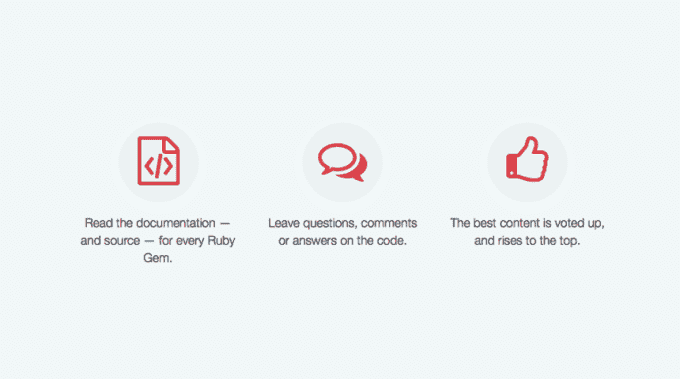 Read the documentation —
and source — for every Ruby
Gem.
Leave questions, comments
or answers on the code.
The best content is voted up,
and rises to the top.